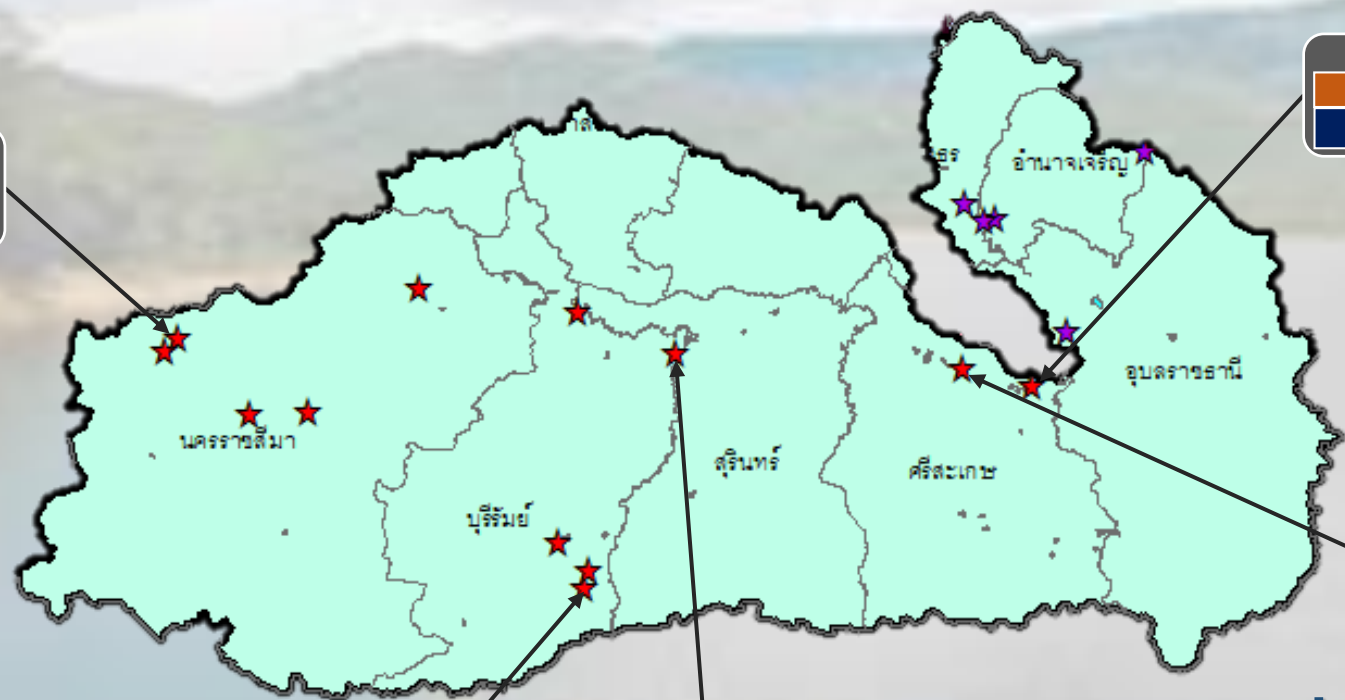 อำนาจเจริญ
อุบลราชธานี
นครราชสีมา
สุรินทร์
ศรีสะเกษ
บุรีรัมย์